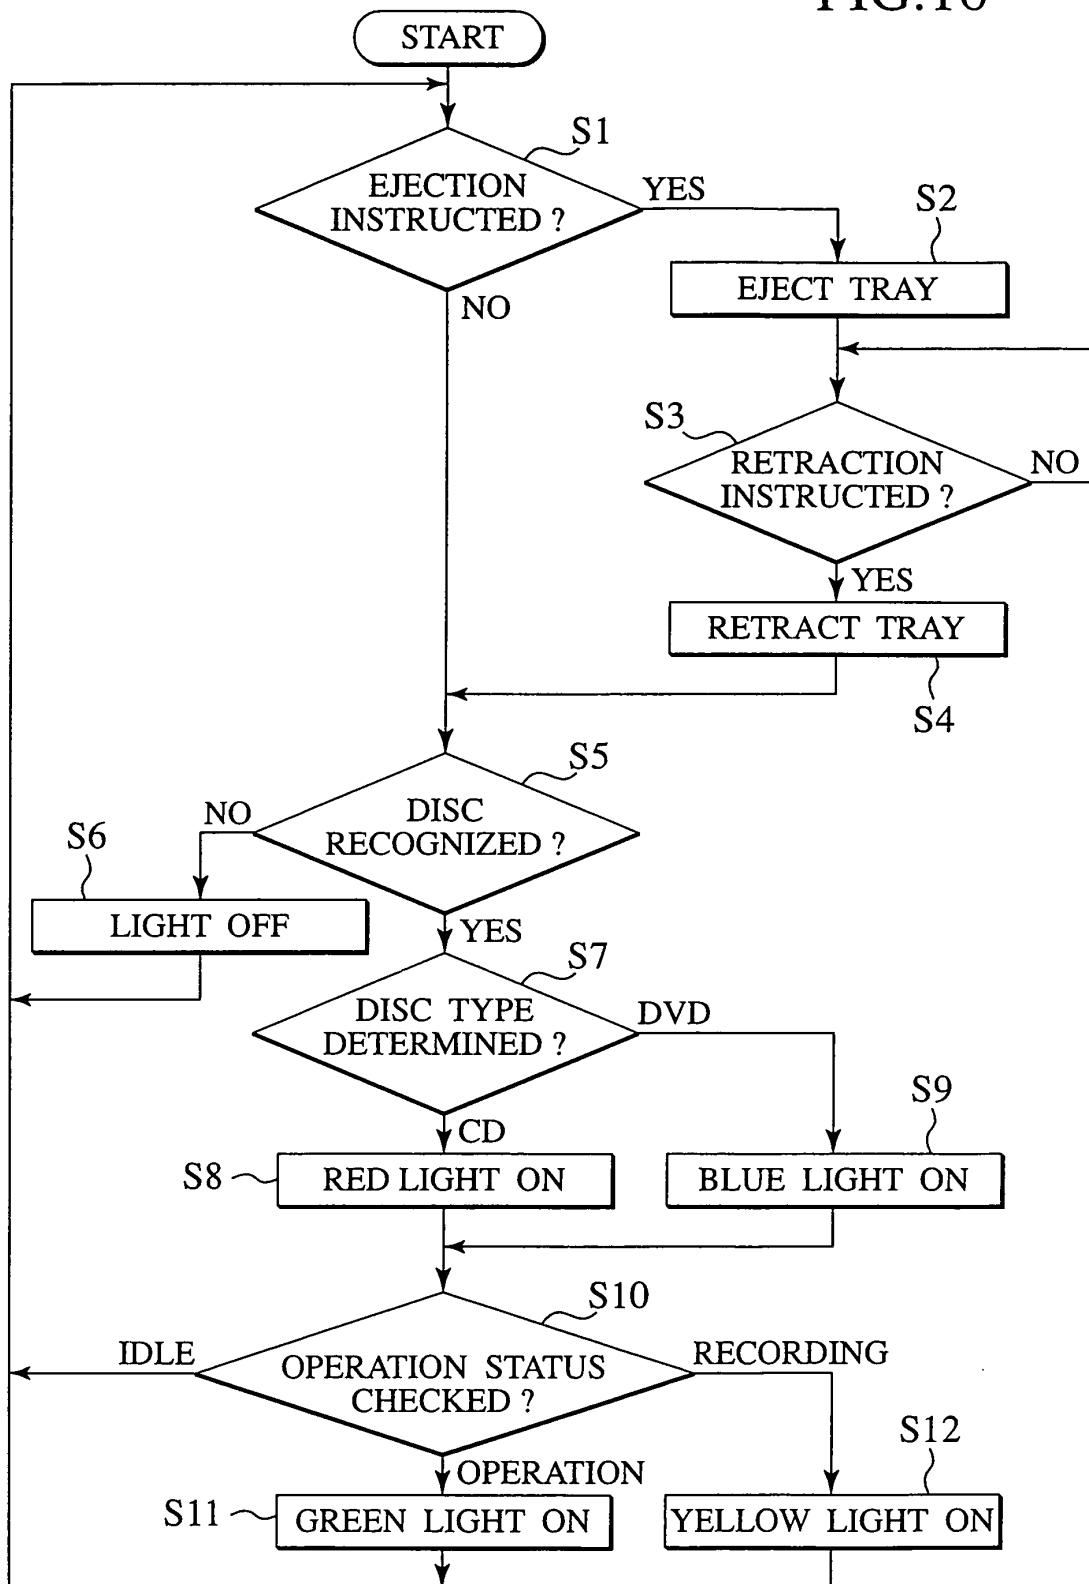 FIG.10
START
S1
EJECTION
INSTRUCTED ?
YES
NO
S2
EJECT TRAY
S3
RETRACTION
INSTRUCTED ?
NO
YES
RETRACT TRAY
S4
S5
DISC
RECOGNIZED ?
NO
S6
LIGHT OFF
YES
S7
DISC TYPE
DETERMINED ?
DVD
CD
S8
RED LIGHT ON
S9
BLUE LIGHT ON
S10
OPERATION STATUS
CHECKED ?
IDLE
RECORDING
OPERATION
S11
GREEN LIGHT ON
S12
YELLOW LIGHT ON